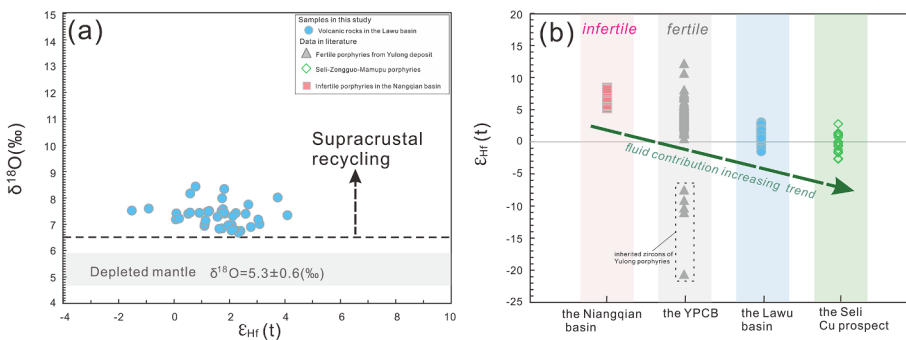 (a)
Samples in this study
Volcanic rocks in the Lawu basin
Data in literature
Fertile porphyries from Yulong deposit
Seli-Zongguo-Mamupu porphyries
Infertile porphyries in the Nangqian basin
Supracrustal
recycling
Depleted mantle δ¹⁸O=5.3±0.6(‰)
δ¹⁸O(‰)
15
14
13
12
11
10
9
8
7
6
5
4
-4
-2
0
2
4
6
8
10
εHf(t)
(b)
infertile
fertile
fluid contribution increasing trend
inherited zircons of
Yulong porphyries
εHf(t)
20
15
10
5
0
-5
-10
-15
-20
-25
the Niangqian
basin
the YPCB
the Lawu
basin
the Seli
Cu prospect